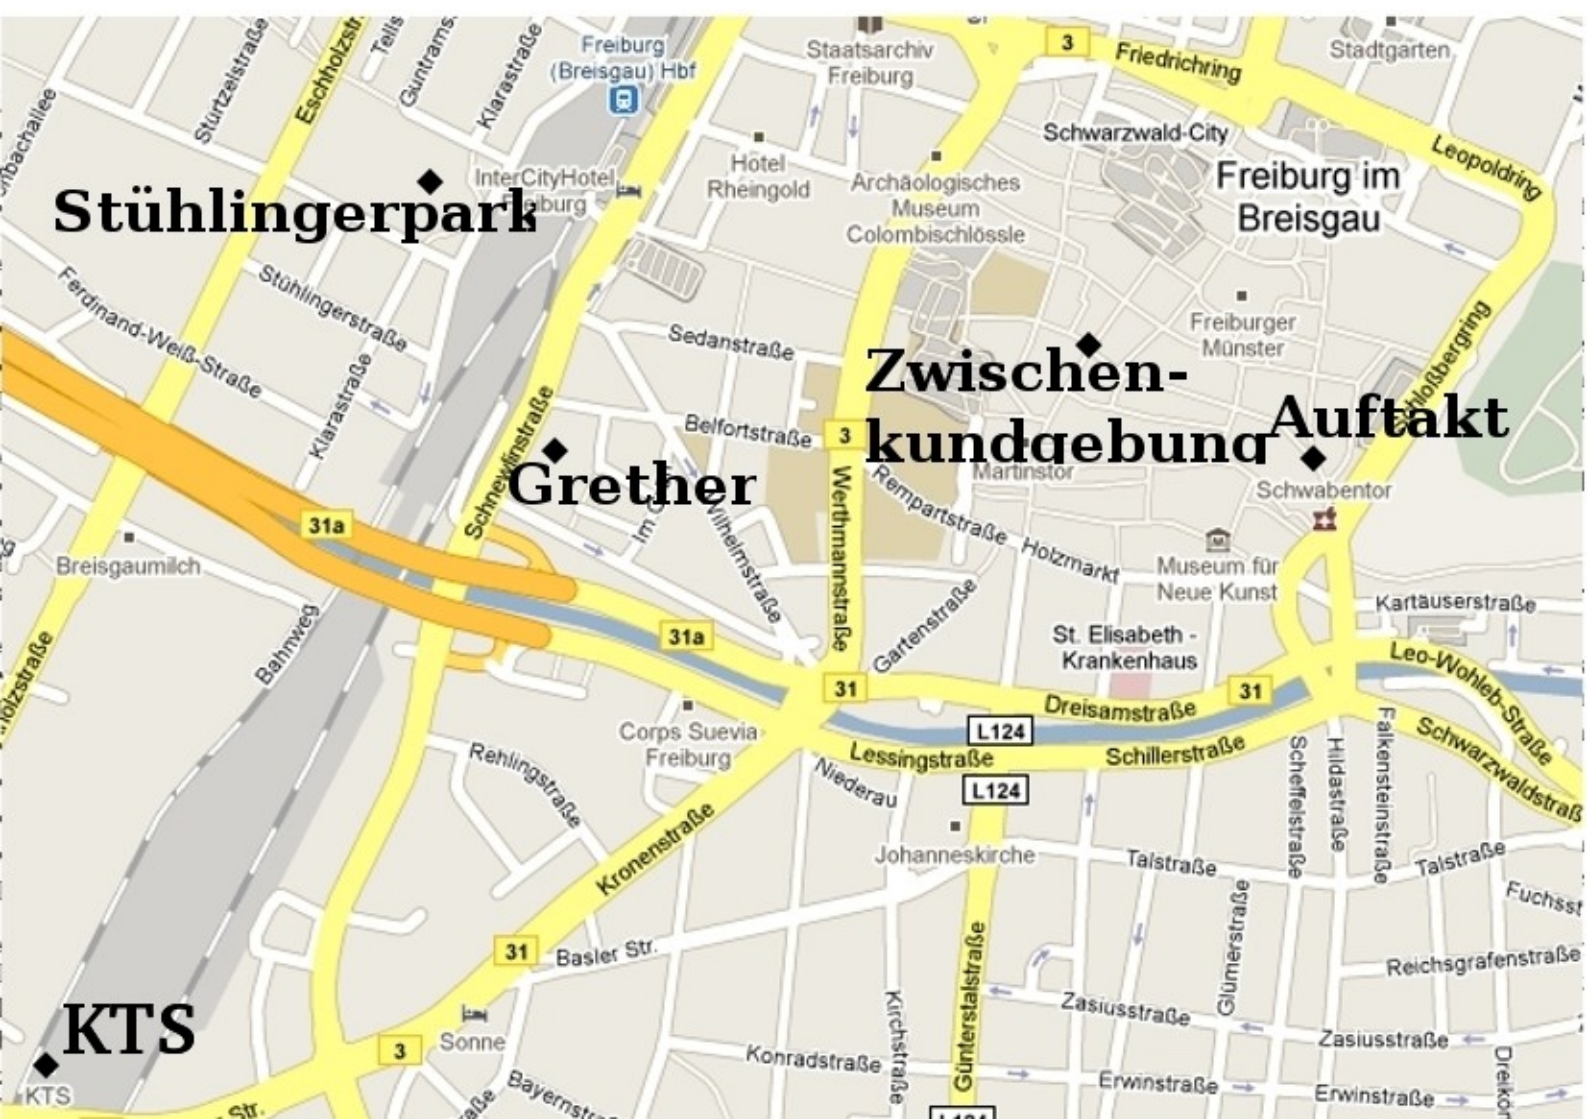 Stürtzelstraße
Eschholzstr.
Klarastraße
Freiburg
(Breisgau) Hbf
Staatsarchiv
Freiburg
3
Friedrichring
Stadtgarten
Leopoldring
Schwarzwald-City
Hotel
Rheingold
InterCityHotel
Stühlingerpark
Archäologisches
Museum
Colombischlössle
Freiburg im
Breisgau
Ferdinand-Weiß-Straße
Stühlingerstraße
Klarastraße
Sedanstraße
Freiburger
Münster
Schloßbergring
Zwischen-
kundgebung
Auftakt
Martinstor
Schwabentor
Belfortstraße
3
Schnewlinstraße
Grether
Wilhelmstraße
Werthmannstraße
Rempartstraße
Holzmarkt
Museum für
Neue Kunst
31a
Breisgaumilch
Bahnweg
31a
Gartenstraße
St. Elisabeth -
Krankenhaus
Kartäuserstraße
31
Dreisamstraße
31
Leo-Wohleb-Straße
Corps Suevia
Freiburg
L124
Lessingstraße
Schillerstraße
Schwarzwaldstraß
Rehlingstraße
Niederau
L124
Scheffelstraße
Hildastraße
Falkensteinstraße
Kronenstraße
Johanneskirche
Talstraße
Talstraße
Fuchsst
31
Basler Str.
Günterstalstraße
Glümerstraße
Reichsgrafenstraße
Kirchstraße
Zasiusstraße
Zasiusstraße
KTS
KTS
3
Sonne
Konradstraße
Erwinstraße
Erwinstraße
Bayernstr
Str.